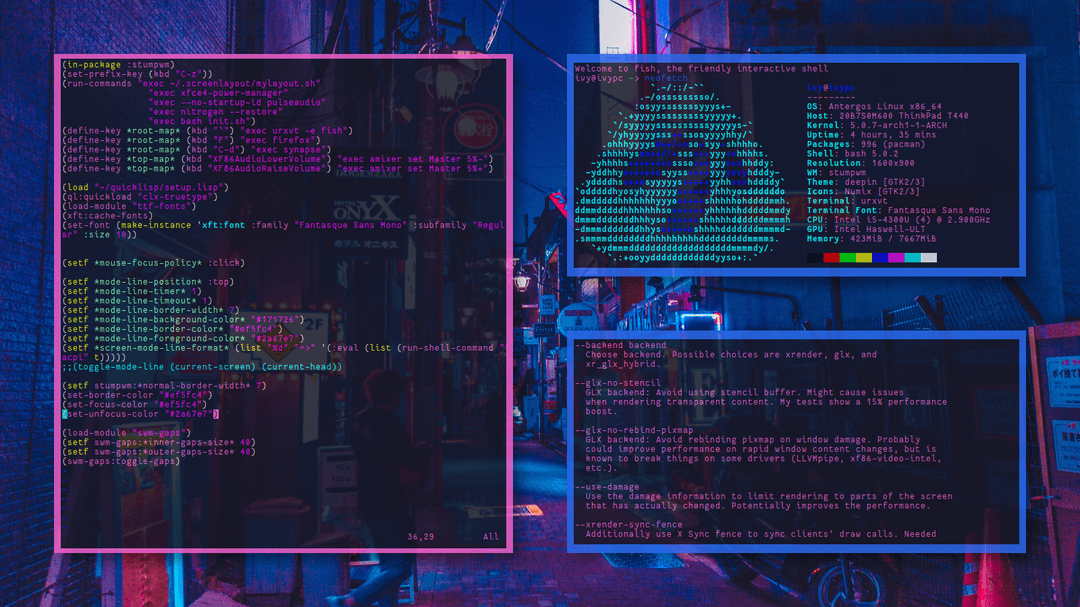 (in-package :stumpwm)
(set-prefix-key (kbd "C-z"))
(run-commands "exec ~/.screenlayout/mylayout.sh"
"exec xfce4-power-manager"
"exec --no-startup-id pulseaudio"
"exec nitrogen --restore"
"exec bash init.sh")
(define-key *root-map* (kbd "`") "exec urxvt -e fish")
(define-key *root-map* (kbd "F") "exec firefox")
(define-key *root-map* (kbd "C-d") "exec synapse")
(define-key *top-map* (kbd "XF86AudioLowerVolume") "exec amixer set Master 5%-")
(define-key *top-map* (kbd "XF86AudioRaiseVolume") "exec amixer set Master 5%+")
(load "~/quicklisp/setup.lisp")
(ql:quickload "clx-truetype")
(load-module "ttf-fonts")
(xft:cache-fonts)
(set-font (make-instance 'xft:font :family "Fantasque Sans Mono" :subfamily "Regul
ar" :size 10))
(setf *mouse-focus-policy* :click)
(setf *mode-line-position* :top)
(setf *mode-line-timer* 1)
(setf *mode-line-timeout* 1)
(setf *mode-line-border-width* 7)
(setf *mode-line-background-color* "#171726")
(setf *mode-line-border-color* "#ef5fc4")
(setf *mode-line-foreground-color* "#2a67e7")
(setf *screen-mode-line-format* (list "%d" "^>" '(:eval (list (run-shell-command "
acpi" t)))))
;;(toggle-mode-line (current-screen) (current-head))
(setf stumpwm:*normal-border-width* 7)
(set-border-color "#ef5fc4")
(set-focus-color "#ef5fc4")
(set-unfocus-color "#2a67e7")
(load-module "swm-gaps")
(setf swm-gaps:*inner-gaps-size* 40)
(setf swm-gaps:*outer-gaps-size* 40)
(swm-gaps:toggle-gaps)
36,29 All
Welcome to fish, the friendly interactive shell
ivy@ivypc ~> neofetch
ivy@ivypc
---------
OS: Antergos Linux x86_64
Host: 20B7S0M600 ThinkPad T440
Kernel: 5.0.7-arch1-1-ARCH
Uptime: 4 hours, 35 mins
Packages: 996 (pacman)
Shell: bash 5.0.2
Resolution: 1600x900
WM: stumpwm
Theme: deepin [GTK2/3]
Icons: Numix [GTK2/3]
Terminal: urxvt
Terminal Font: Fantasque Sans Mono
CPU: Intel i5-4300U (4) @ 2.900GHz
GPU: Intel Haswell-ULT
Memory: 423MiB / 7667MiB
--backend backend
Choose backend. Possible choices are xrender, glx, and
xr_glx_hybrid.
--glx-no-stencil
GLX backend: Avoid using stencil buffer. Might cause issues
when rendering transparent content. My tests show a 15% performance
boost.
--glx-no-rebind-pixmap
GLX backend: Avoid rebinding pixmap on window damage. Probably
could improve performance on rapid window content changes, but is
known to break things on some drivers (LLVMpipe, xf86-video-intel,
etc.).
--use-damage
Use the damage information to limit rendering to parts of the screen
that has actually changed. Potentially improves the performance.
--xrender-sync-fence
Additionally use X Sync fence to sync clients' draw calls. Needed
ONYX
ホテル オニキス
2F